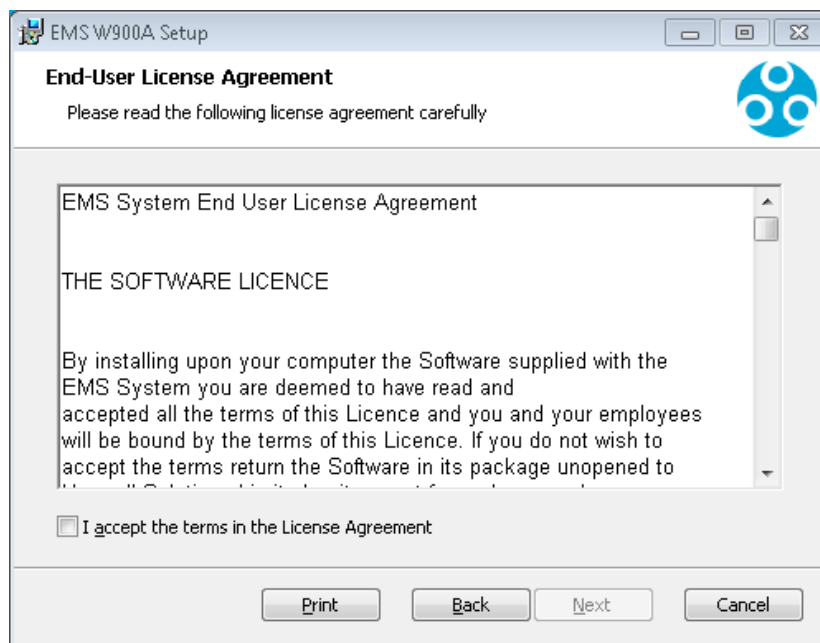 EMS W900A Setup
End-User License Agreement
Please read the following license agreement carefully
EMS System End User License Agreement
THE SOFTWARE LICENCE
By installing upon your computer the Software supplied with the
EMS System you are deemed to have read and
accepted all the terms of this Licence and you and your employees
will be bound by the terms of this Licence. If you do not wish to
accept the terms return the Software in its package unopened to
I accept the terms in the License Agreement
Print
Back
Next
Cancel